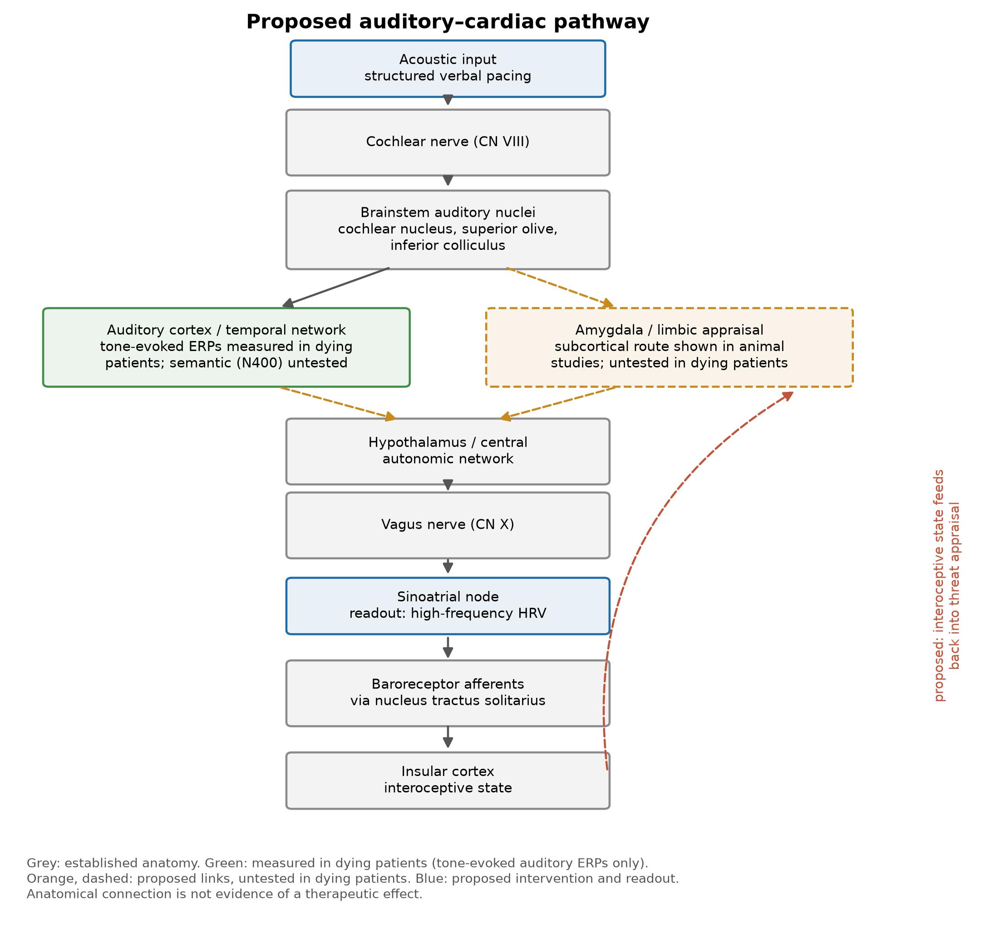 Proposed auditory–cardiac pathway
Acoustic input
structured verbal pacing
Cochlear nerve (CN VIII)
Brainstem auditory nuclei
cochlear nucleus, superior olive,
inferior colliculus
Auditory cortex / temporal network
tone-evoked ERPs measured in dying
patients; semantic (N400) untested
Amygdala / limbic appraisal
subcortical route shown in animal
studies; untested in dying patients
Hypothalamus / central
autonomic network
Vagus nerve (CN X)
Sinoatrial node
readout: high-frequency HRV
Baroreceptor afferents
via nucleus tractus solitarius
Insular cortex
interoceptive state
proposed: interoceptive state feeds
back into threat appraisal
Grey: established anatomy. Green: measured in dying patients (tone-evoked auditory ERPs only).
Orange, dashed: proposed links, untested in dying patients. Blue: proposed intervention and readout.
Anatomical connection is not evidence of a therapeutic effect.